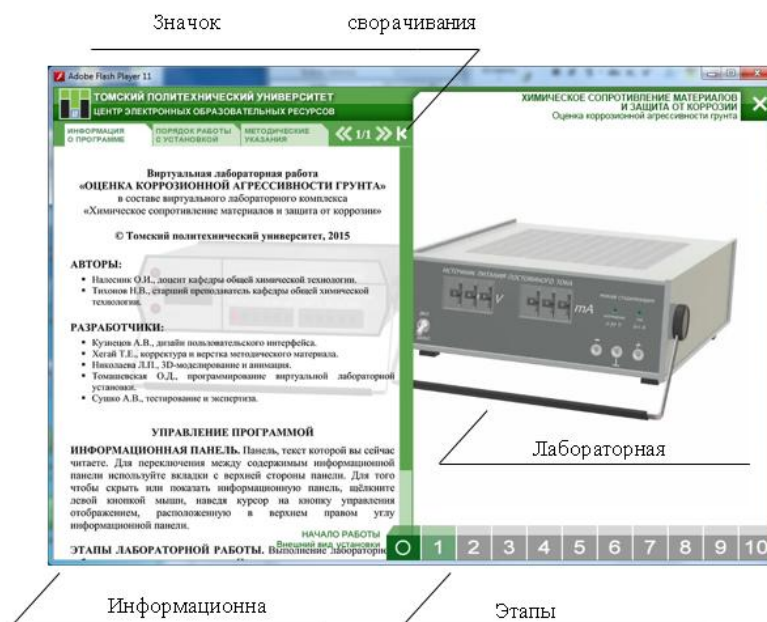 Значок сворачивания
Adobe Flash Player 11
ТОМСКИЙ ПОЛИТЕХНИЧЕСКИЙ УНИВЕРСИТЕТ
ЦЕНТР ЭЛЕКТРОННЫХ ОБРАЗОВАТЕЛЬНЫХ РЕСУРСОВ
ХИМИЧЕСКОЕ СОПРОТИВЛЕНИЕ МАТЕРИАЛОВ
И ЗАЩИТА ОТ КОРРОЗИИ
Оценка коррозионной агрессивности грунта
ИНФОРМАЦИЯ
О ПРОГРАММЕ
ПОРЯДОК РАБОТЫ
С УСТАНОВКОЙ
МЕТОДИЧЕСКИЕ
УКАЗАНИЯ
1/1
Виртуальная лабораторная работа
«ОЦЕНКА КОРРОЗИОННОЙ АГРЕССИВНОСТИ ГРУНТА»
в составе виртуального лабораторного комплекса
«Химическое сопротивление материалов и защита от коррозии»
© Томский политехнический университет, 2015
АВТОРЫ:
Налесник О.И., доцент кафедры общей химической технологии.
Тихонов Н.В., старший преподаватель кафедры общей химической
технологии.
РАЗРАБОТЧИКИ:
Кузнецов А.В., дизайн пользовательского интерфейса.
Хегай Т.Е., корректура и верстка методического материала.
Николаева Л.П., 3D-моделирование и анимация.
Томашевская О.Д., программирование виртуальной лабораторной
установки.
Сушко А.В., тестирование и экспертиза.
УПРАВЛЕНИЕ ПРОГРАММОЙ
ИНФОРМАЦИОННАЯ ПАНЕЛЬ. Панель, текст которой вы сейчас
читаете. Для переключения между содержимым информационной
панели используйте вкладки с верхней стороны панели. Для того
чтобы скрыть или показать информационную панель, щёлкните
левой кнопкой мыши, наведя курсор на кнопку управления
отображением, расположенную в верхнем правом углу
информационной панели.
ЭТАПЫ ЛАБОРАТОРНОЙ РАБОТЫ. Выполнение лабораторно
ИСТОЧНИК ПИТАНИЯ ПОСТОЯННОГО ТОКА
V
mA
Лабораторная
НАЧАЛО РАБОТЫ
Внешний вид установки
1 2 3 4 5 6 7 8 9 10
Информационна
Этапы